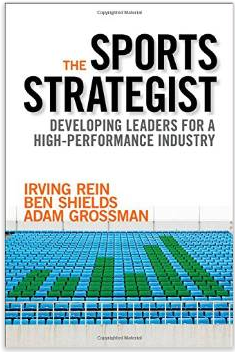 THE SPORTS
STRATEGIST
DEVELOPING LEADERS FOR A
HIGH-PERFORMANCE INDUSTRY
IRVING REIN
BEN SHIELDS
ADAM GROSSMAN